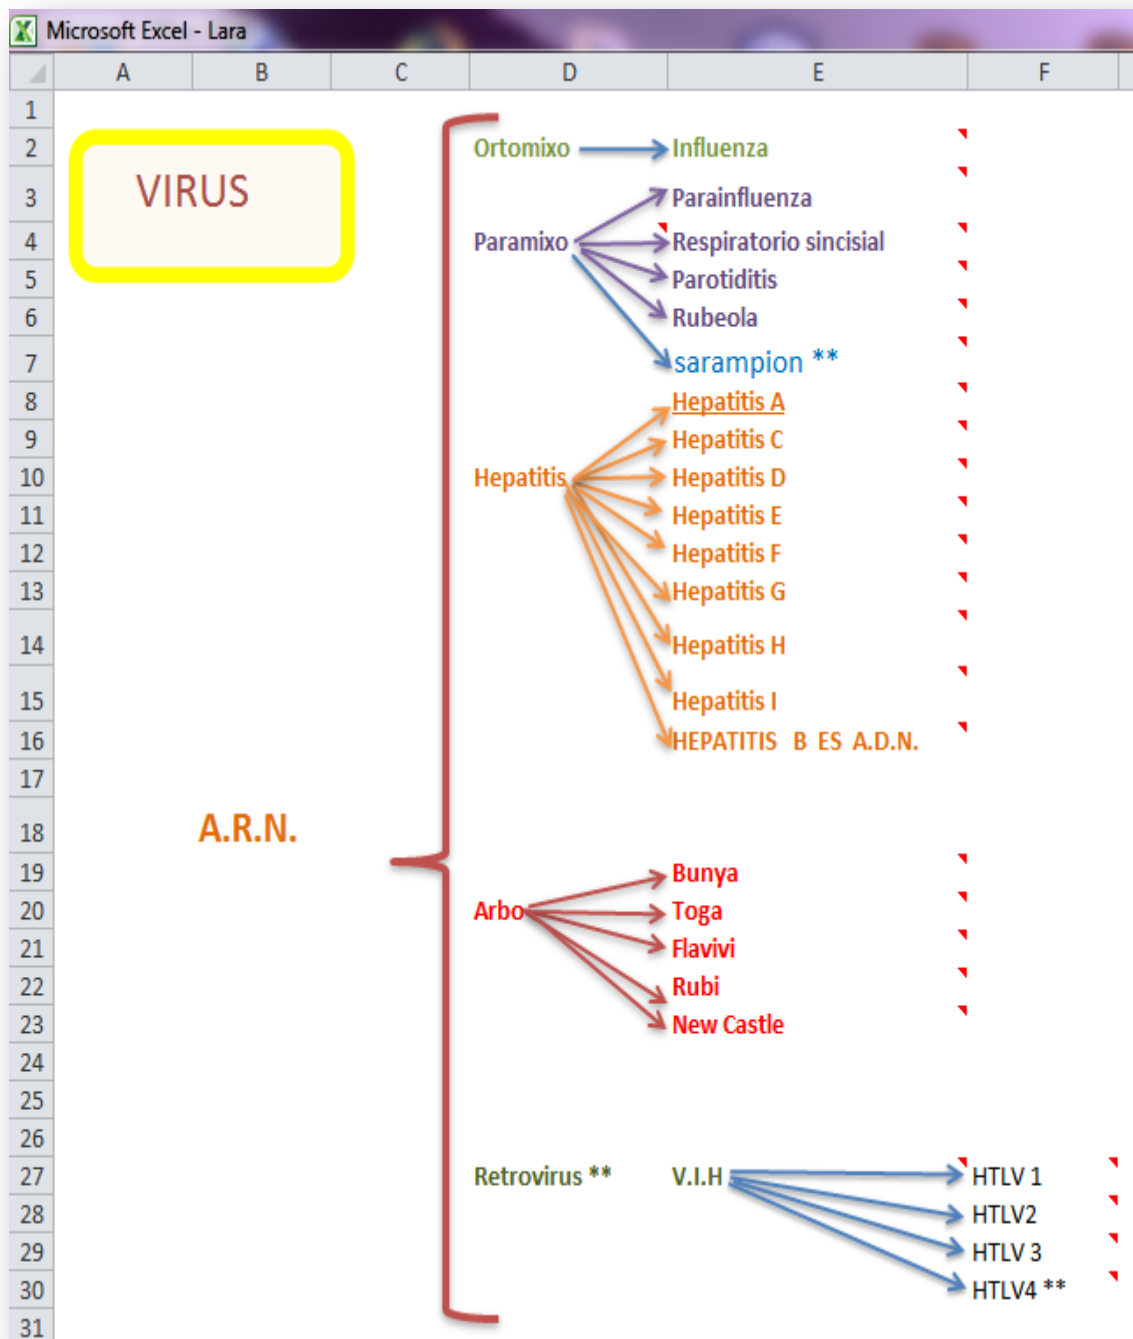 Microsoft Excel - Lara
A B C D E F
1
2 Ortomixo Influenza
3 VIRUS Parainfluenza
4 Paramixo Respiratorio sincisial
5 Parotiditis
6 Rubeola
7 sarampion **
8 Hepatitis A
9 Hepatitis C
10 Hepatitis Hepatitis D
11 Hepatitis E
12 Hepatitis F
13 Hepatitis G
14 Hepatitis H
15 Hepatitis I
16 HEPATITIS B ES A.D.N.
17
18 A.R.N.
19 Bunya
20 Arbo Toga
21 Flavivi
22 Rubi
23 New Castle
24
25
26
27 Retrovirus ** V.I.H HTLV 1
28 HTLV2
29 HTLV 3
30 HTLV4 **
31